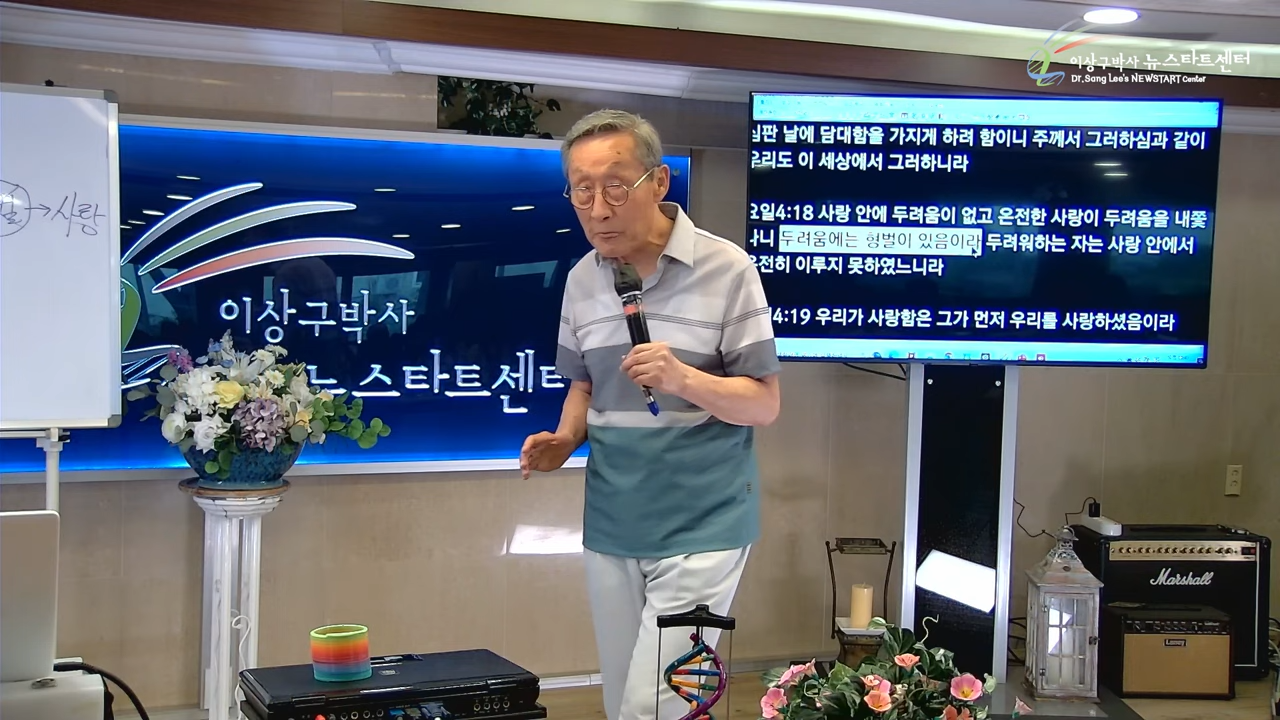 이상구박사 뉴스타트센터
Dr. Sang Lee's NEWSTART Center
심판 날에 담대함을 가지게 하려 함이니 주께서 그러하심과 같이
우리도 이 세상에서 그러하니라
요일4:18 사랑 안에 두려움이 없고 온전한 사랑이 두려움을 내쫓
나니 두려움에는 형벌이 있음이라 두려워하는 자는 사랑 안에서
온전히 이루지 못하였느니라
4:19 우리가 사랑함은 그가 먼저 우리를 사랑하셨음이라
→사랑
이상구박사
뉴스타트센터
Marshall
Laney